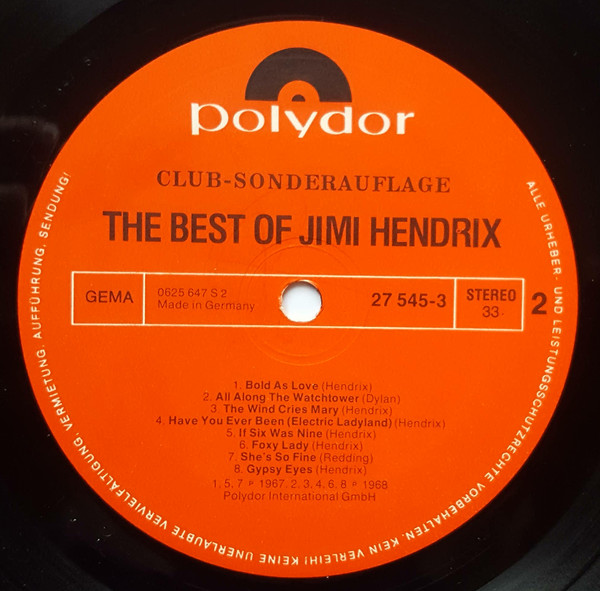 polydor
CLUB-SONDERAUFLAGE
THE BEST OF JIMI HENDRIX
GEMA
0625 647 S 2
Made in Germany
27 545-3
STEREO
33
2
1. Bold As Love (Hendrix)
2. All Along The Watchtower (Dylan)
3. The Wind Cries Mary (Hendrix)
4. Have You Ever Been (Electric Ladyland) (Hendrix)
5. If Six Was Nine (Hendrix)
6. Foxy Lady (Hendrix)
7. She's So Fine (Redding)
8. Gypsy Eyes (Hendrix)
1, 5, 7 ℗ 1967. 2, 3, 4, 6, 8 ℗ 1968
Polydor International GmbH
ALLE URHEBER- UND LEISTUNGSSCHUTZRECHTE VORBEHALTEN. KEIN VERLEIH! KEINE UNERLAUBTE VERVIELFÄLTIGUNG, VERMIETUNG, AUFFÜHRUNG, SENDUNG!